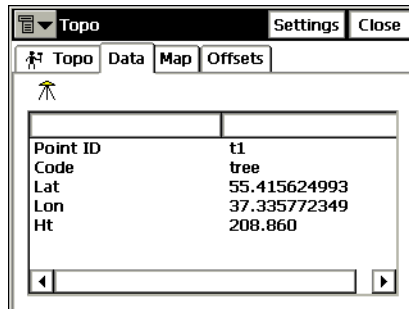 Topo Settings Close
Topo Data Map Offsets
Point ID t1
Code tree
Lat 55.415624993
Lon 37.335772349
Ht 208.860